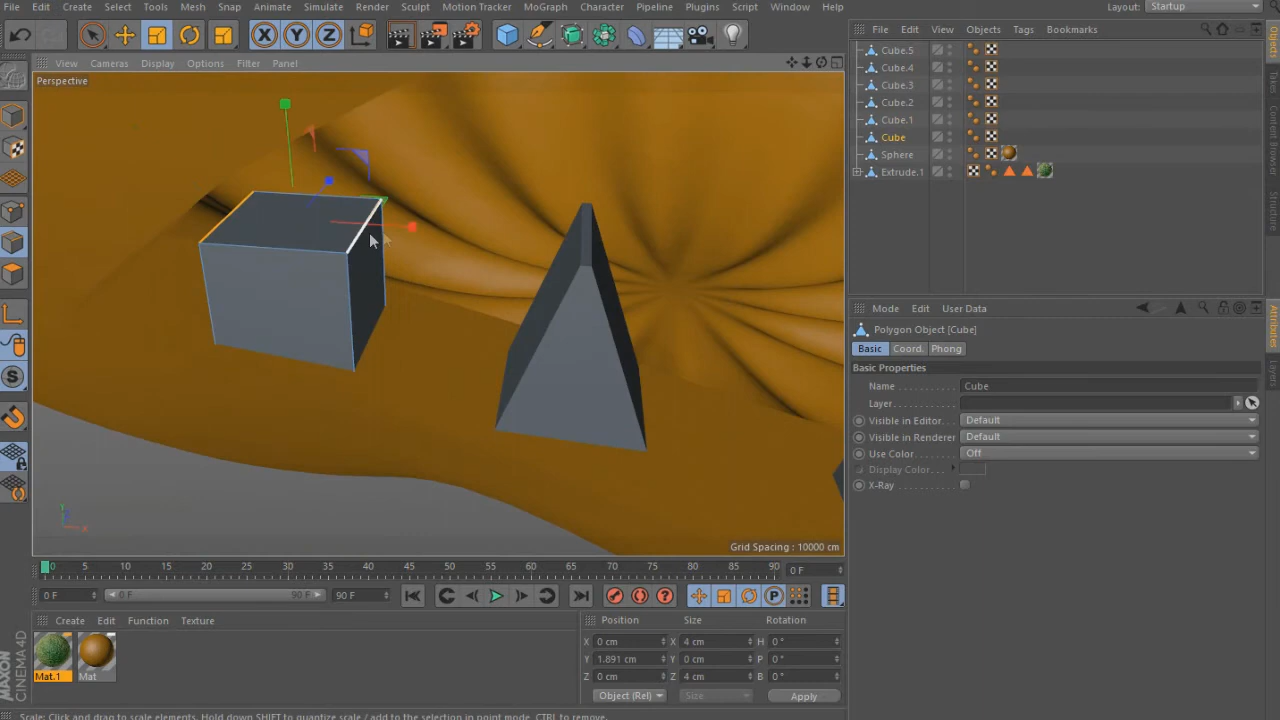 File Edit Create Select Tools Mesh Snap Animate Simulate Render Sculpt Motion Tracker MoGraph Character Pipeline Plugins Script Window Help
Layout: Startup
X Y Z
File Edit View Objects Tags Bookmarks
View Cameras Display Options Filter Panel
Perspective
Cube.5
Cube.4
Cube.3
Cube.2
Cube.1
Cube
Sphere
Extrude.1
Objects
Takes
Content Browser
Structure
Mode Edit User Data
Polygon Object [Cube]
Basic Coord. Phong
Basic Properties
Name Cube
Layer
Visible in Editor Default
Visible in Renderer Default
Use Color Off
Display Color
X-Ray
Attributes
Layers
S
Y
X
Grid Spacing : 10000 cm
0 5 10 15 20 25 30 35 40 45 50 55 60 65 70 75 80 85 90 0 F
0 F 0 F 90 F 90 F P
Create Edit Function Texture
Mat.1 Mat
MAXON
CINEMA 4D
Position Size Rotation
X 0 cm X 4 cm H 0 °
Y 1.891 cm Y 0 cm P 0 °
Z 0 cm Z 4 cm B 0 °
Object (Rel) Size Apply
Scale: Click and drag to scale elements. Hold down SHIFT to quantize scale / add to the selection in point mode, CTRL to remove.